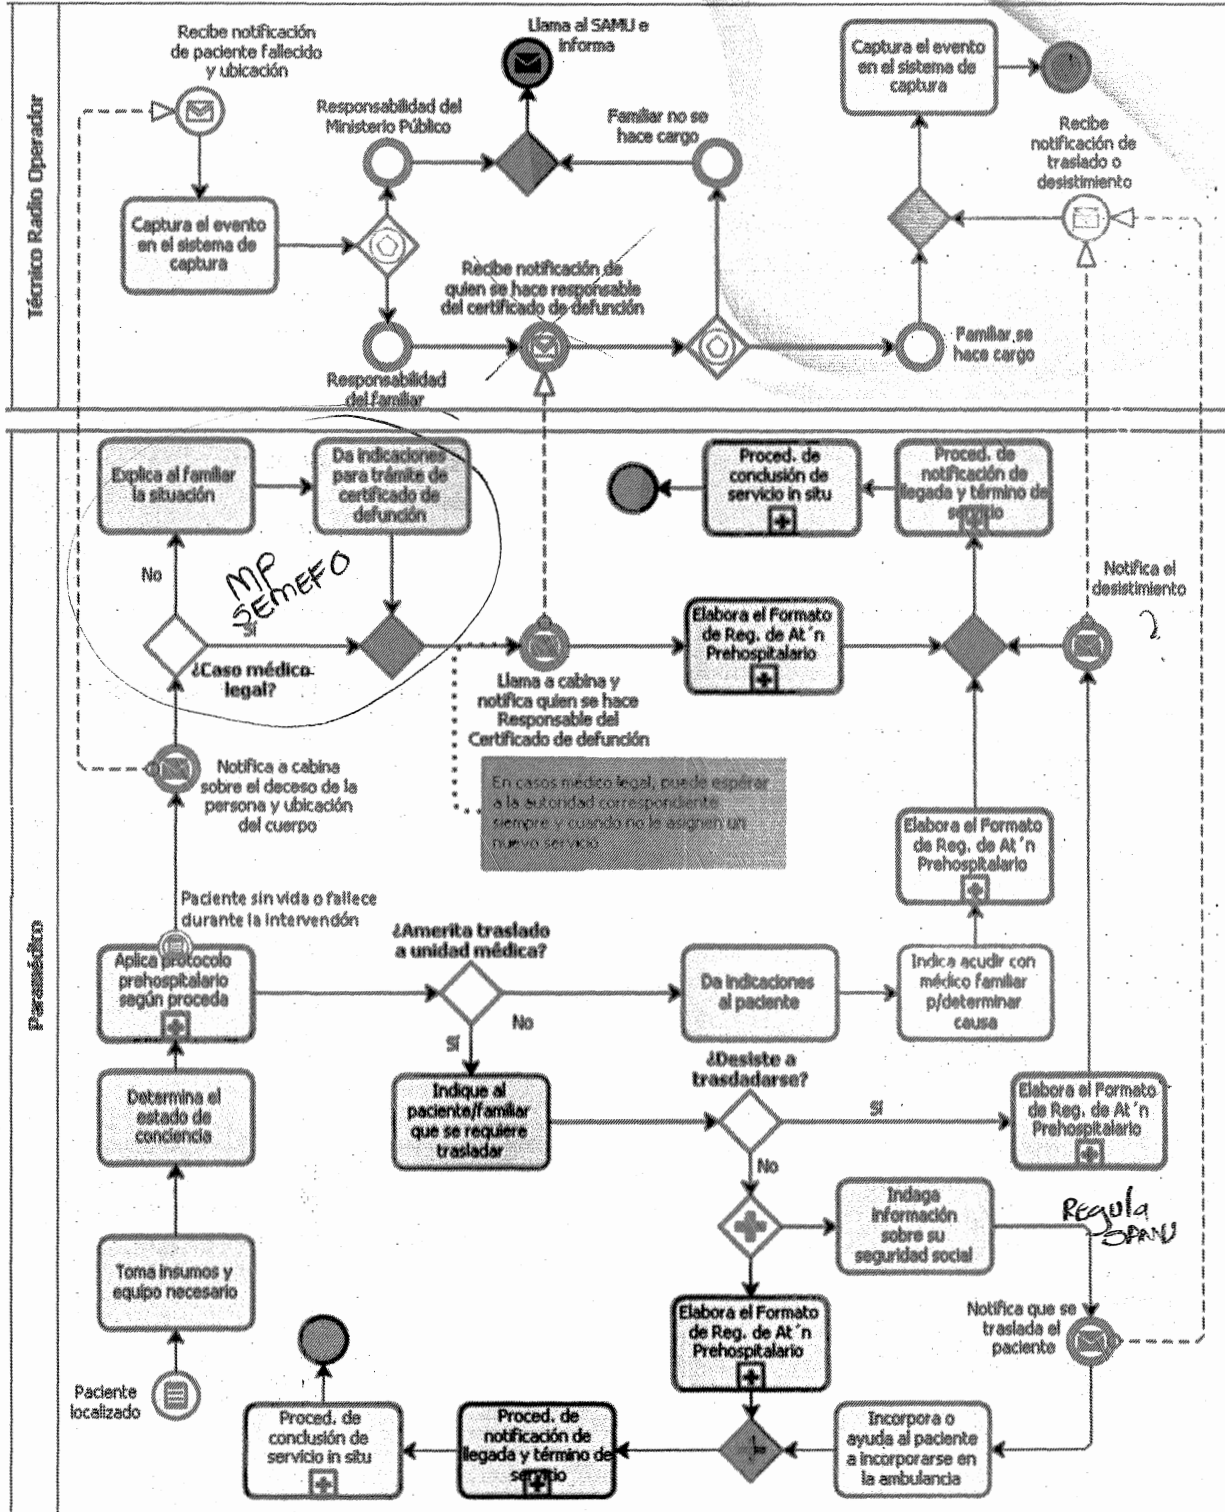 Técnico Radio Operador
Recibe notificación
de paciente fallecido
y ubicación
Captura el evento
en el sistema de
captura
Responsabilidad del
Ministerio Público
Llama al SAMU e
informa
Familiar no se
hace cargo
Recibe notificación de
quien se hace responsable
del certificado de defunción
Responsabilidad
del familiar
Captura el evento
en el sistema de
captura
Recibe
notificación de
traslado o
desistimiento
Familiar se
hace cargo
Paramédico
Explica al familiar
la situación
Da indicaciones
para trámite de
certificado de
defunción
No
MP
SEMEFO
Sí
¿Caso médico
legal?
Proced. de
conclusión de
servicio in situ
Proced. de
notificación de
llegada y término de
servicio
Notifica el
desistimiento
Elabora el Formato
de Reg. de At´n
Prehospitalario
Llama a cabina y
notifica quien se hace
Responsable del
Certificado de defunción
Notifica a cabina
sobre el deceso de la
persona y ubicación
del cuerpo
En casos médico legal, puede espérar
a la autoridad correspondiente
siempre y cuando no le asignen un
nuevo servicio
Elabora el Formato
de Reg. de At´n
Prehospitalario
Paciente sin vida o fallece
durante la intervención
Aplica protocolo
prehospitalario
según proceda
¿Amerita traslado
a unidad médica?
No
Sí
Da indicaciones
al paciente
Indica acudir con
médico familiar
p/determinar
causa
Determina el
estado de
conciencia
Indique al
paciente/familiar
que se requiere
trasladar
¿Desiste a
trasdadarse?
Sí
No
Elabora el Formato
de Reg. de At´n
Prehospitalario
Indaga
información
sobre su
seguridad social
Regula
SAMU
Toma insumos y
equipo necesario
Elabora el Formato
de Reg. de At´n
Prehospitalario
Notifica que se
traslada el
paciente
Paciente
localizado
Proced. de
conclusión de
servicio in situ
Proced. de
notificación de
llegada y término de
servicio
Incorpora o
ayuda al paciente
a incorporarse en
la ambulancia